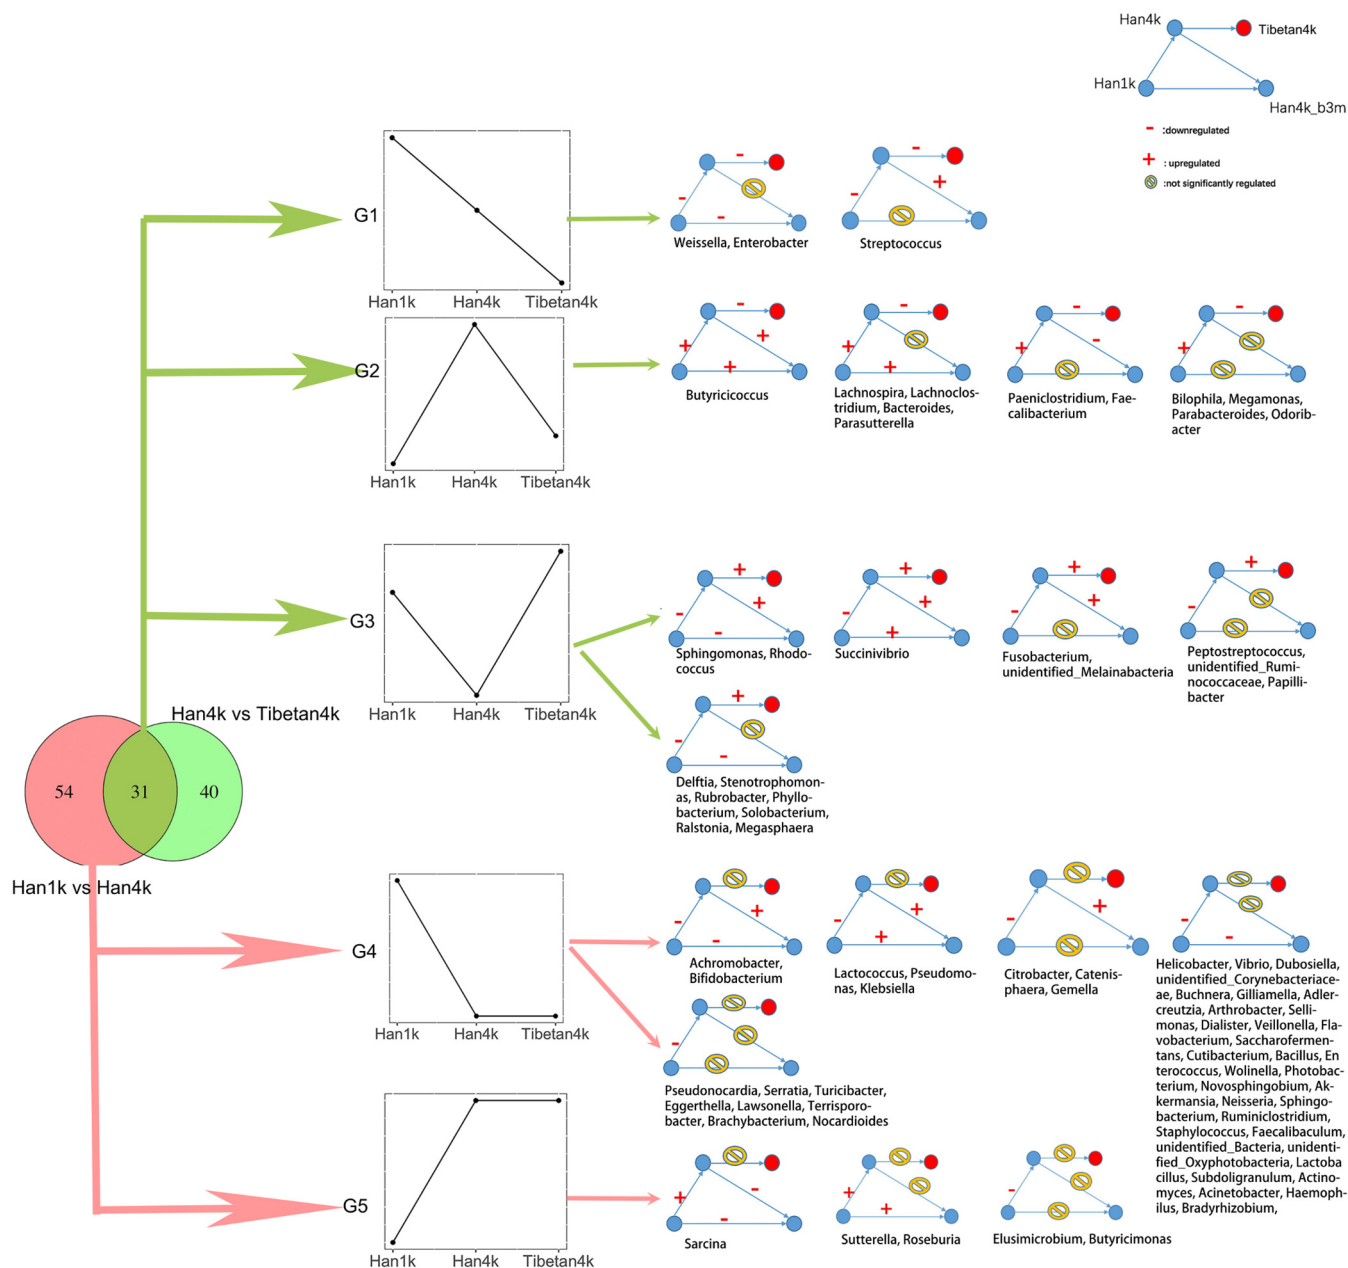 Han4k
Tibetan4k
Han1k
Han4k_b3m
- :downregulated
+ : upregulated
:not significantly regulated
G1
Han1k Han4k Tibetan4k
- - -
Weissella, Enterobacter
- - +
Streptococcus
G2
Han1k Han4k Tibetan4k
- + + +
Butyricicoccus
- + +
Lachnospira, Lachnoclos-
tridium, Bacteroides,
Parasutterella
- + -
Paeniclostridium, Fae-
calibacterium
- +
Bilophila, Megamonas,
Parabacteroides, Odorib-
acter
G3
Han1k Han4k Tibetan4k
+ - + -
Sphingomonas, Rhodo-
coccus
+ - + +
Succinivibrio
+ - +
Fusobacterium,
unidentified_Melainabacteria
+ -
Peptostreptococcus,
unidentified_Rumi-
nococcaceae, Papilli-
bacter
+ - -
Delftia, Stenotrophomon-
as, Rubrobacter, Phyllo-
bacterium, Solobacterium,
Ralstonia, Megasphaera
Han4k vs Tibetan4k
54 31 40
Han1k vs Han4k
G4
Han1k Han4k Tibetan4k
- + -
Achromobacter,
Bifidobacterium
- + +
Lactococcus, Pseudomo-
nas, Klebsiella
- +
Citrobacter, Catenis-
phaera, Gemella
- -
Helicobacter, Vibrio, Dubosiella,
unidentified_Corynebacteriace-
ae, Buchnera, Gilliamella, Adler-
creutzia, Arthrobacter, Selli-
monas, Dialister, Veillonella, Fla-
vobacterium, Saccharofermen-
tans, Cutibacterium, Bacillus, En
terococcus, Wolinella, Photobac-
terium, Novosphingobium, Ak-
kermansia, Neisseria, Sphingo-
bacterium, Ruminiclostridium,
Staphylococcus, Faecalibaculum,
unidentified_Bacteria, unidenti-
fied_Oxyphotobacteria, Lactoba
cillus, Subdoligranulum, Actino-
myces, Acinetobacter, Haemoph-
ilus, Bradyrhizobium,
-
Pseudonocardia, Serratia, Turicibacter,
Eggerthella, Lawsonella, Terrisporo-
bacter, Brachybacterium, Nocardioides
G5
Han1k Han4k Tibetan4k
+ - -
Sarcina
+ +
Sutterella, Roseburia
-
Elusimicrobium, Butyricimonas